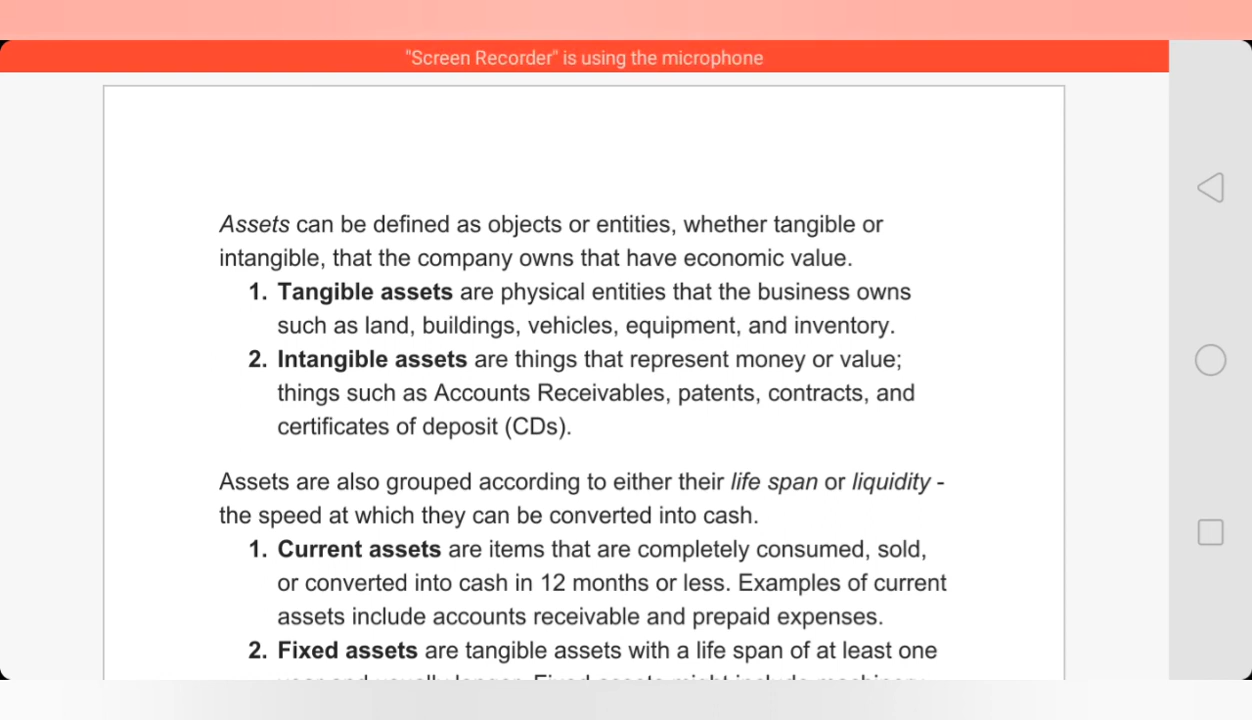 "Screen Recorder" is using the microphone
Assets can be defined as objects or entities, whether tangible or
intangible, that the company owns that have economic value.
1. Tangible assets are physical entities that the business owns
such as land, buildings, vehicles, equipment, and inventory.
2. Intangible assets are things that represent money or value;
things such as Accounts Receivables, patents, contracts, and
certificates of deposit (CDs).
Assets are also grouped according to either their life span or liquidity -
the speed at which they can be converted into cash.
1. Current assets are items that are completely consumed, sold,
or converted into cash in 12 months or less. Examples of current
assets include accounts receivable and prepaid expenses.
2. Fixed assets are tangible assets with a life span of at least one